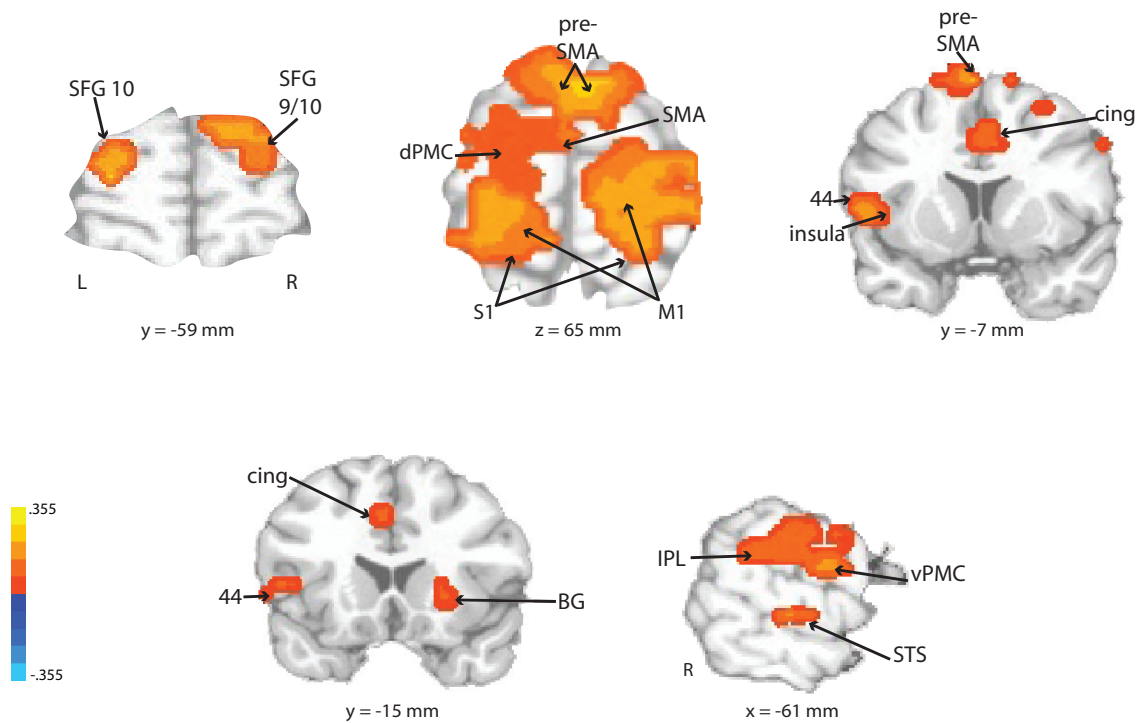 SFG 10
SFG
9/10
L
R
y = -59 mm
pre-
SMA
SMA
dPMC
S1
M1
z = 65 mm
pre-
SMA
cing
44
insula
y = -7 mm
.355
-.355
cing
44
BG
y = -15 mm
IPL
vPMC
STS
R
x = -61 mm